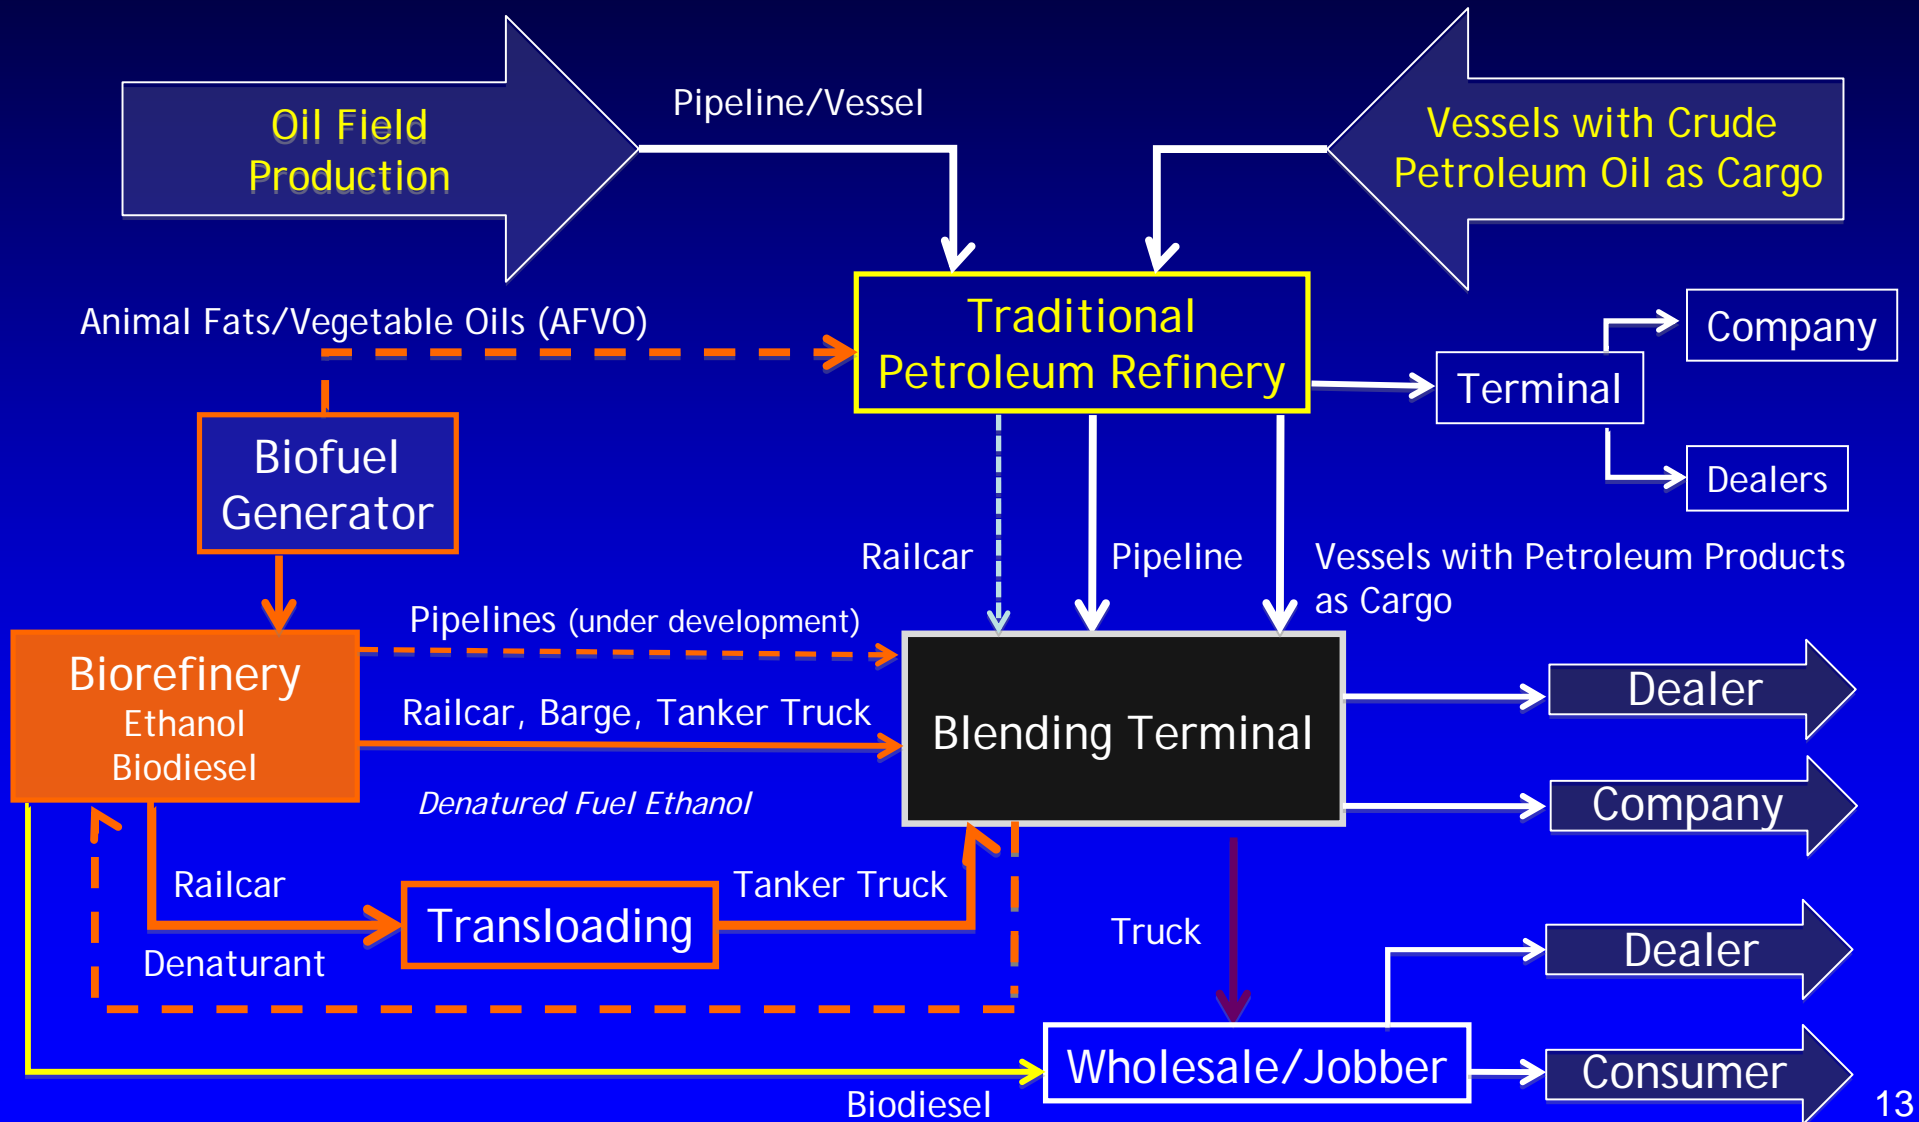 Oil Field
Production
Pipeline/Vessel
Vessels with Crude
Petroleum Oil as Cargo
Animal Fats/Vegetable Oils (AFVO)
Traditional
Petroleum Refinery
Company
Terminal
Dealers
Biofuel
Generator
Railcar
Pipeline
Vessels with Petroleum Products
as Cargo
Pipelines (under development)
Biorefinery
Ethanol
Biodiesel
Railcar, Barge, Tanker Truck
Denatured Fuel Ethanol
Blending Terminal
Dealer
Company
Railcar
Transloading
Tanker Truck
Denaturant
Truck
Dealer
Wholesale/Jobber
Consumer
Biodiesel
13